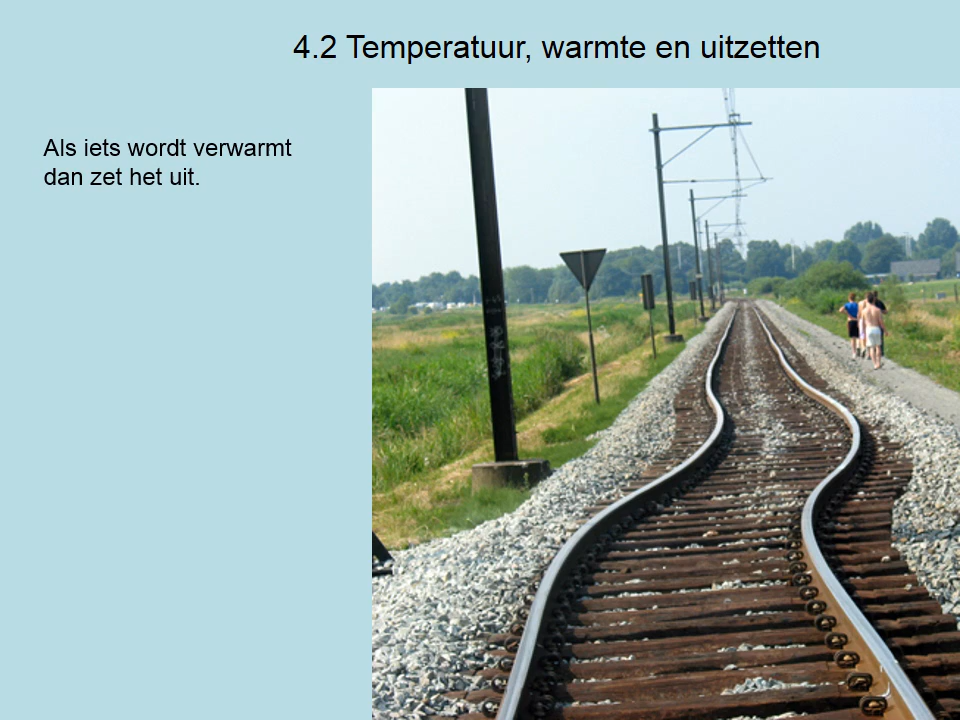 4.2 Temperatuur, warmte en uitzetten
Als iets wordt verwarmt
dan zet het uit.